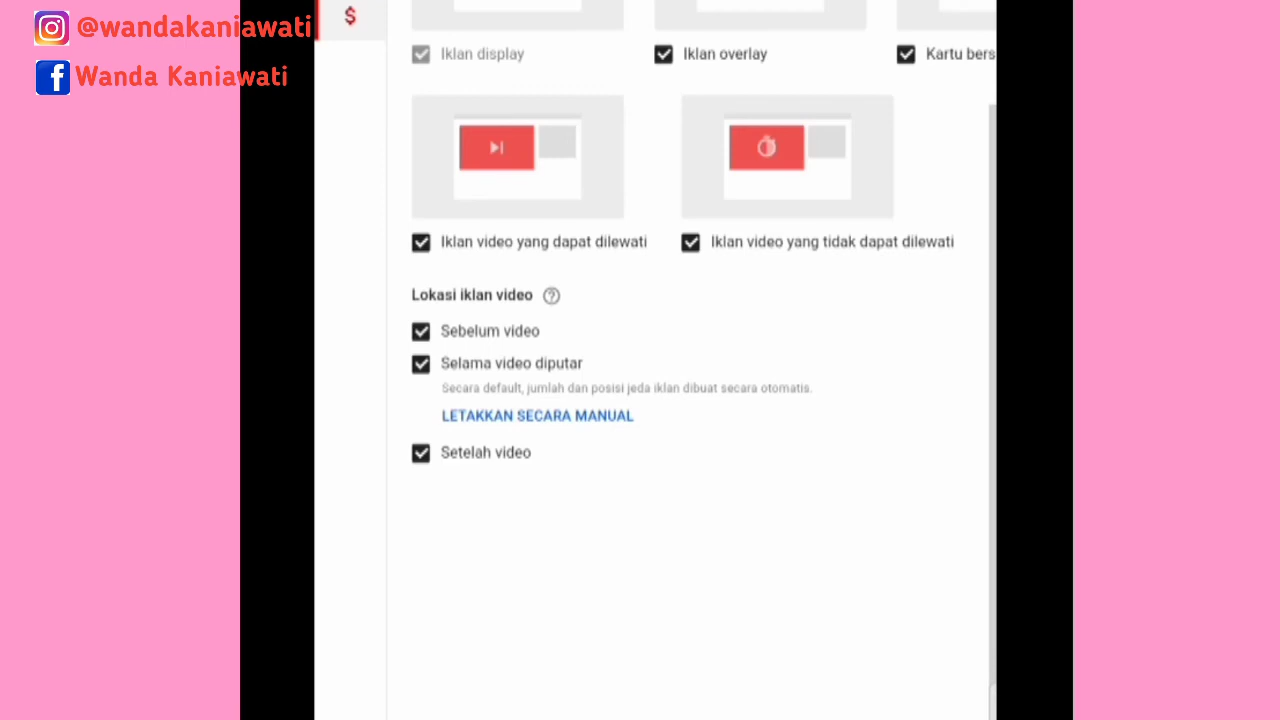 @wandakaniawati
Wanda Kaniawati
$
Iklan display
Iklan overlay
Kartu bers
Iklan video yang dapat dilewati
Iklan video yang tidak dapat dilewati
Lokasi iklan video
Sebelum video
Selama video diputar
Secara default, jumlah dan posisi jeda iklan dibuat secara otomatis.
LETAKKAN SECARA MANUAL
Setelah video